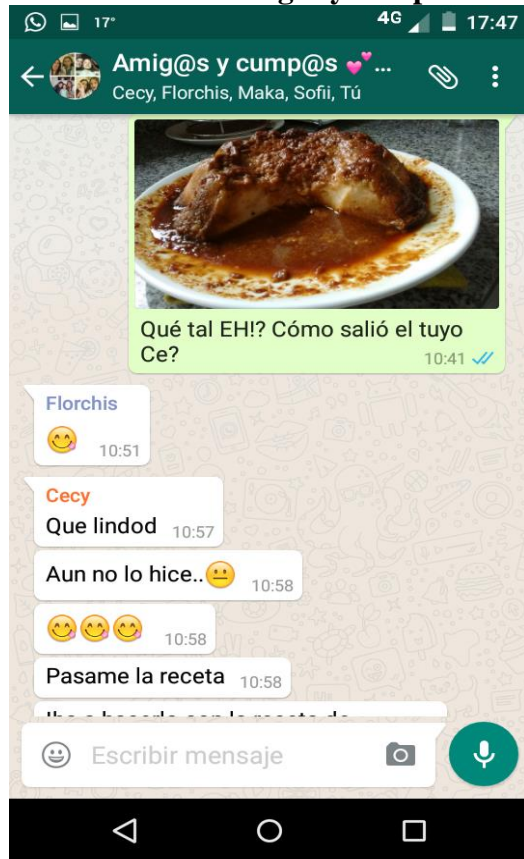 17° 4G 17:47
Amig@s y cump@s 💕...
Cecy, Florchis, Maka, Sofii, Tú
Qué tal EH!? Cómo salió el tuyo
Ce?
10:41
Florchis
😋 10:51
Cecy
Que lindod 10:57
Aun no lo hice..😐 10:58
😋😋😋 10:58
Pasame la receta 10:58
Escribir mensaje